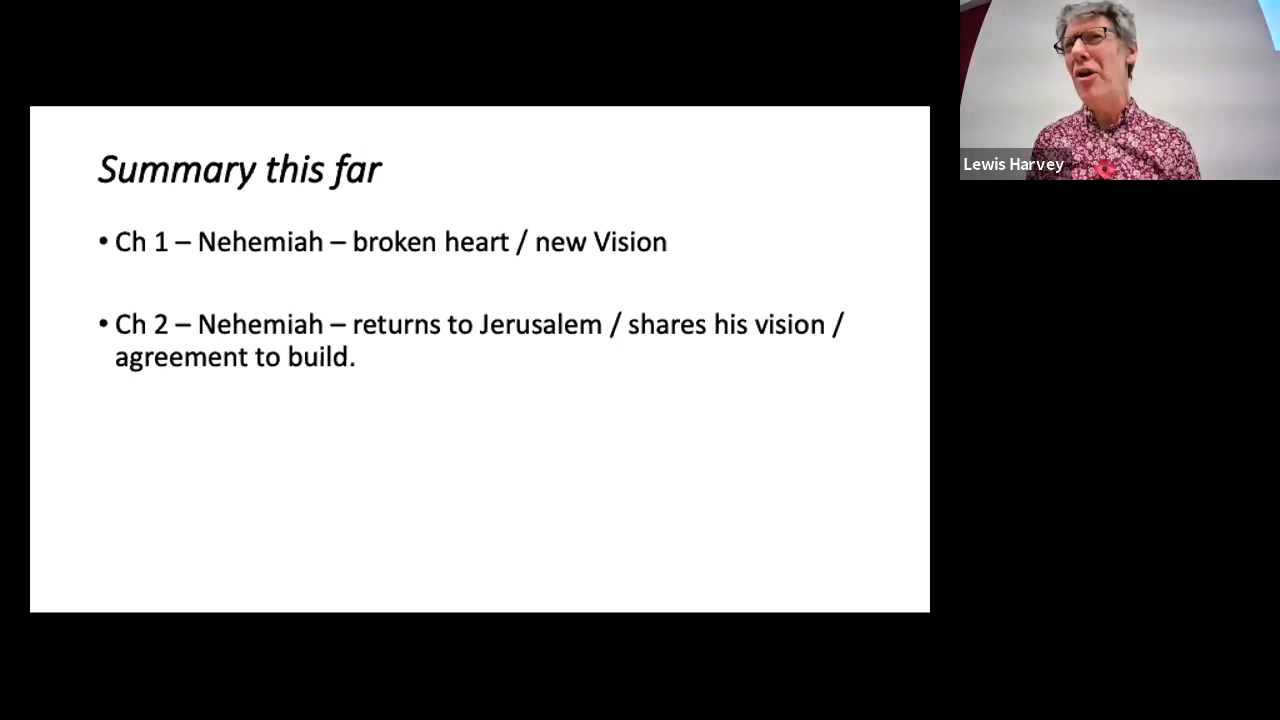 Summary this far
• Ch 1 – Nehemiah – broken heart / new Vision
• Ch 2 – Nehemiah – returns to Jerusalem / shares his vision /
agreement to build.
Lewis Harvey